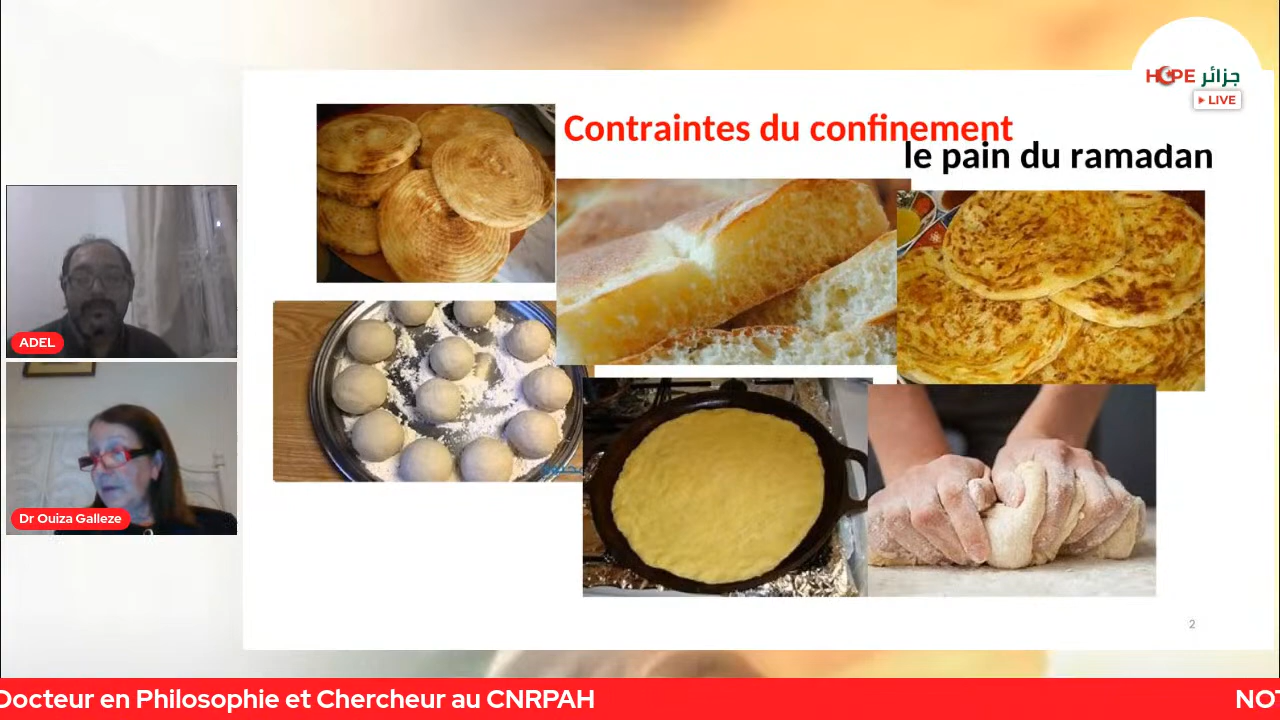 Contraintes du confinement
le pain du ramadan
HOPE جزائر
LIVE
ADEL
Dr Ouiza Galleze
2
Docteur en Philosophie et Chercheur au CNRPAH